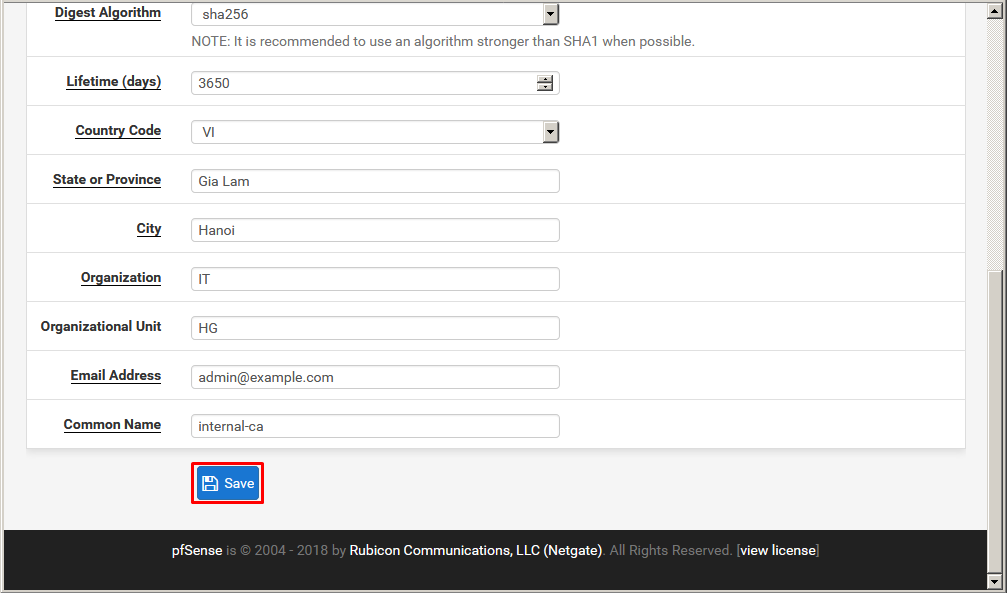 Digest Algorithm sha256
NOTE: It is recommended to use an algorithm stronger than SHA1 when possible.
Lifetime (days) 3650
Country Code VI
State or Province Gia Lam
City Hanoi
Organization IT
Organizational Unit HG
Email Address admin@example.com
Common Name internal-ca
Save
pfSense is © 2004 - 2018 by Rubicon Communications, LLC (Netgate). All Rights Reserved. [view license]